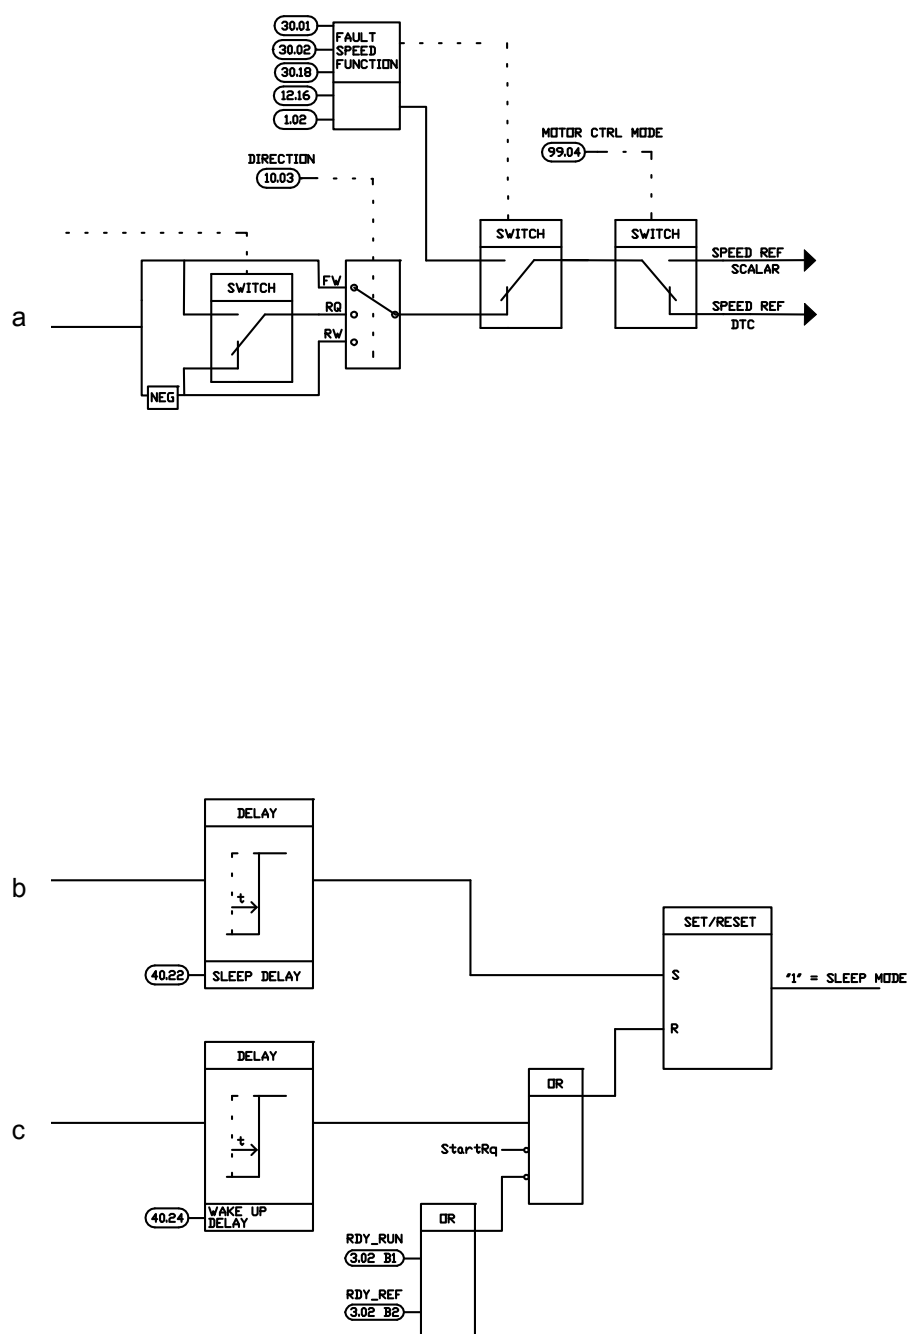 30.01
30.02
30.18
12.16
1.02
FAULT
SPEED
FUNCTION
MOTOR CTRL MODE
99.04
DIRECTION
10.03
SWITCH
SWITCH
SPEED REF
SCALAR
SWITCH
FW
RQ
RW
SPEED REF
DTC
a
NEG
DELAY
b
t
40.22
SLEEP DELAY
SET/RESET
S
R
"1" = SLEEP MODE
DELAY
OR
c
t
StartRq
40.24
WAKE UP
DELAY
OR
RDY_RUN
3.02 B1
RDY_REF
3.02 B2